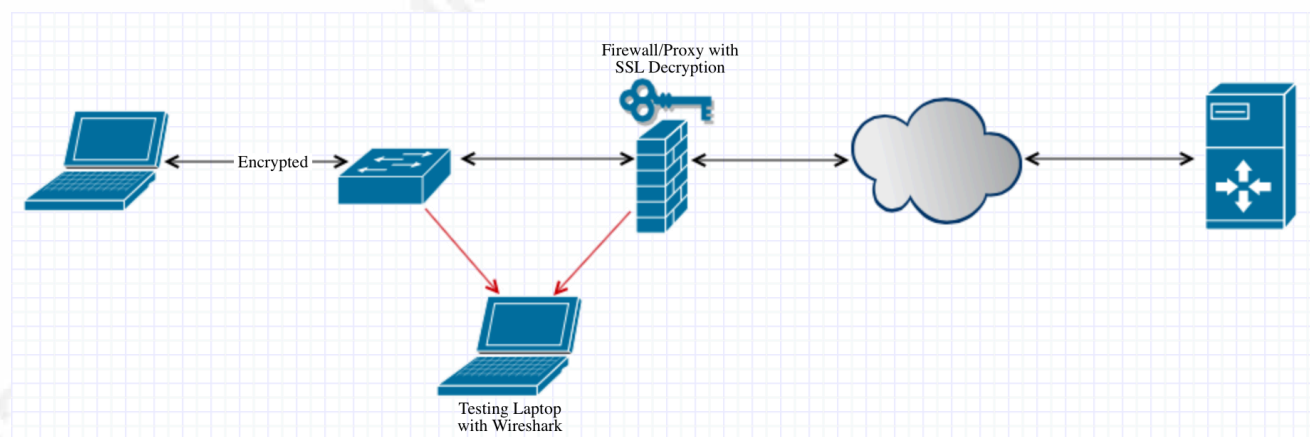 Firewall/Proxy with
SSL Decryption
Encrypted
Testing Laptop
with Wireshark